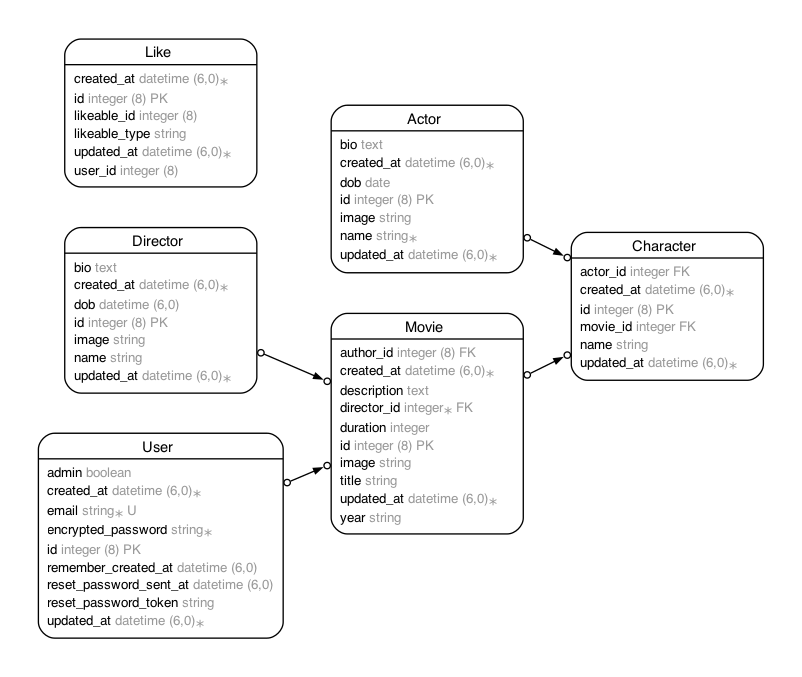 Like
created_at datetime (6,0)∗
id integer (8) PK
likeable_id integer (8)
likeable_type string
updated_at datetime (6,0)∗
user_id integer (8)
Director
bio text
created_at datetime (6,0)∗
dob datetime (6,0)
id integer (8) PK
image string
name string
updated_at datetime (6,0)∗
User
admin boolean
created_at datetime (6,0)∗
email string∗ U
encrypted_password string∗
id integer (8) PK
remember_created_at datetime (6,0)
reset_password_sent_at datetime (6,0)
reset_password_token string
updated_at datetime (6,0)∗
Actor
bio text
created_at datetime (6,0)∗
dob date
id integer (8) PK
image string
name string∗
updated_at datetime (6,0)∗
Movie
author_id integer (8) FK
created_at datetime (6,0)∗
description text
director_id integer∗ FK
duration integer
id integer (8) PK
image string
title string
updated_at datetime (6,0)∗
year string
Character
actor_id integer FK
created_at datetime (6,0)∗
id integer (8) PK
movie_id integer FK
name string
updated_at datetime (6,0)∗